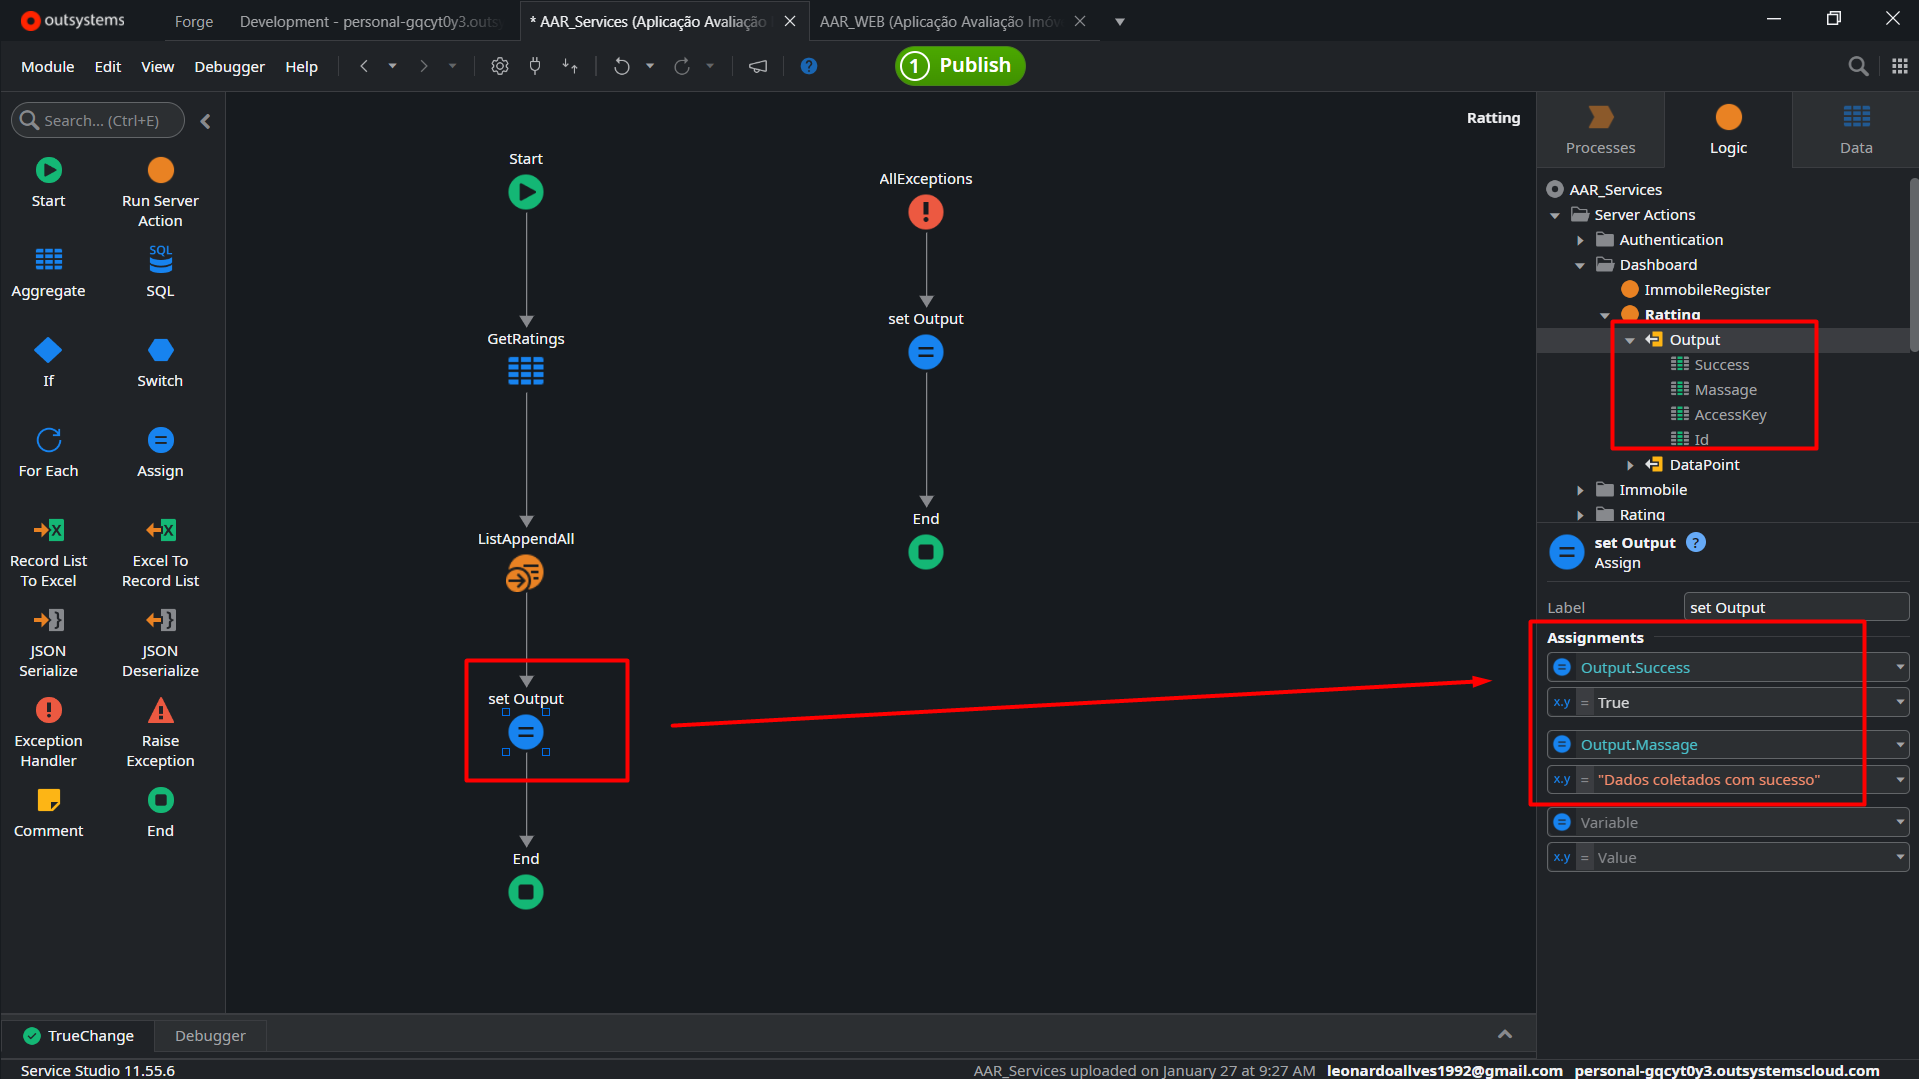 outsystems
Forge
Development - personal-gqcyt0y3.outs
* AAR_Services (Aplicação Avaliação
AAR_WEB (Aplicação Avaliação Imó
Module Edit View Debugger Help
1 Publish
Search... (Ctrl+E)
Start
Run Server
Action
Aggregate
SQL
SQL
If
Switch
For Each
Assign
Record List
To Excel
Excel To
Record List
JSON
Serialize
JSON
Deserialize
Exception
Handler
Raise
Exception
Comment
End
Ratting
Start
GetRatings
ListAppendAll
set Output
End
AllExceptions
set Output
End
Processes
Logic
Data
AAR_Services
Server Actions
Authentication
Dashboard
ImmobileRegister
Ratting
Output
Success
Massage
AccessKey
Id
DataPoint
Immobile
Rating
set Output ?
Assign
Label set Output
Assignments
Output.Success
x.y = True
Output.Massage
x.y = "Dados coletados com sucesso"
Variable
x.y = Value
TrueChange
Debugger
Service Studio 11.55.6
AAR_Services uploaded on January 27 at 9:27 AM leonardoallves1992@gmail.com personal-gqcyt0y3.outsystemscloud.com